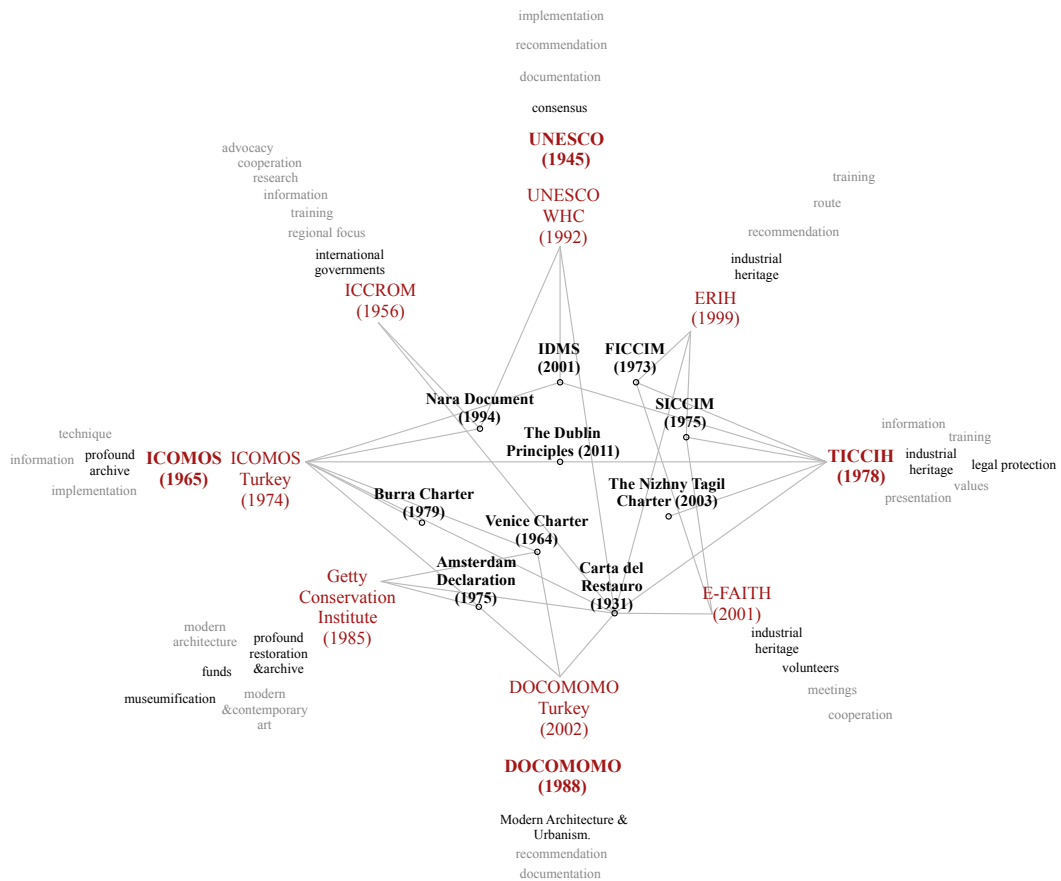 implementation
recommendation
documentation
consensus
UNESCO
(1945)
UNESCO
WHC
(1992)
advocacy
cooperation
research
information
training
regional focus
international
governments
ICCROM
(1956)
training
route
recommendation
industrial
heritage
ERIH
(1999)
IDMS
(2001)
FICCIM
(1973)
Nara Document
(1994)
SICCIM
(1975)
The Dublin
Principles (2011)
technique
information
profound
archive
implementation
ICOMOS
(1965)
ICOMOS
Turkey
(1974)
information
training
TICCIH
(1978)
industrial
heritage
legal protection
values
presentation
Burra Charter
(1979)
The Nizhny Tagil
Charter (2003)
Venice Charter
(1964)
Amsterdam
Declaration
(1975)
Carta del
Restauro
(1931)
Getty
Conservation
Institute
(1985)
E-FAITH
(2001)
modern
architecture
profound
restoration
&archive
funds
museumification
modern
&contemporary
art
industrial
heritage
volunteers
meetings
cooperation
DOCOMOMO
Turkey
(2002)
DOCOMOMO
(1988)
Modern Architecture &
Urbanism.
recommendation
documentation